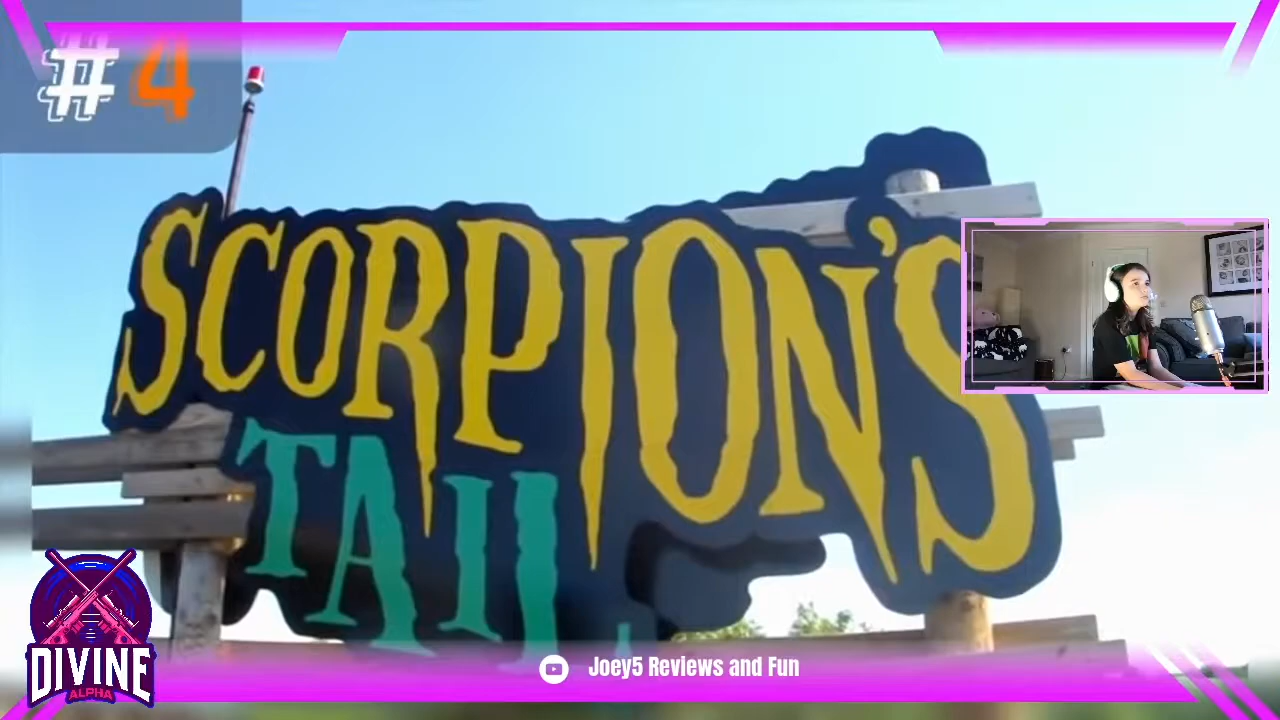 #4
SCORPION'S
TAIL
DIVINE
ALPHA
Joey5 Reviews and Fun